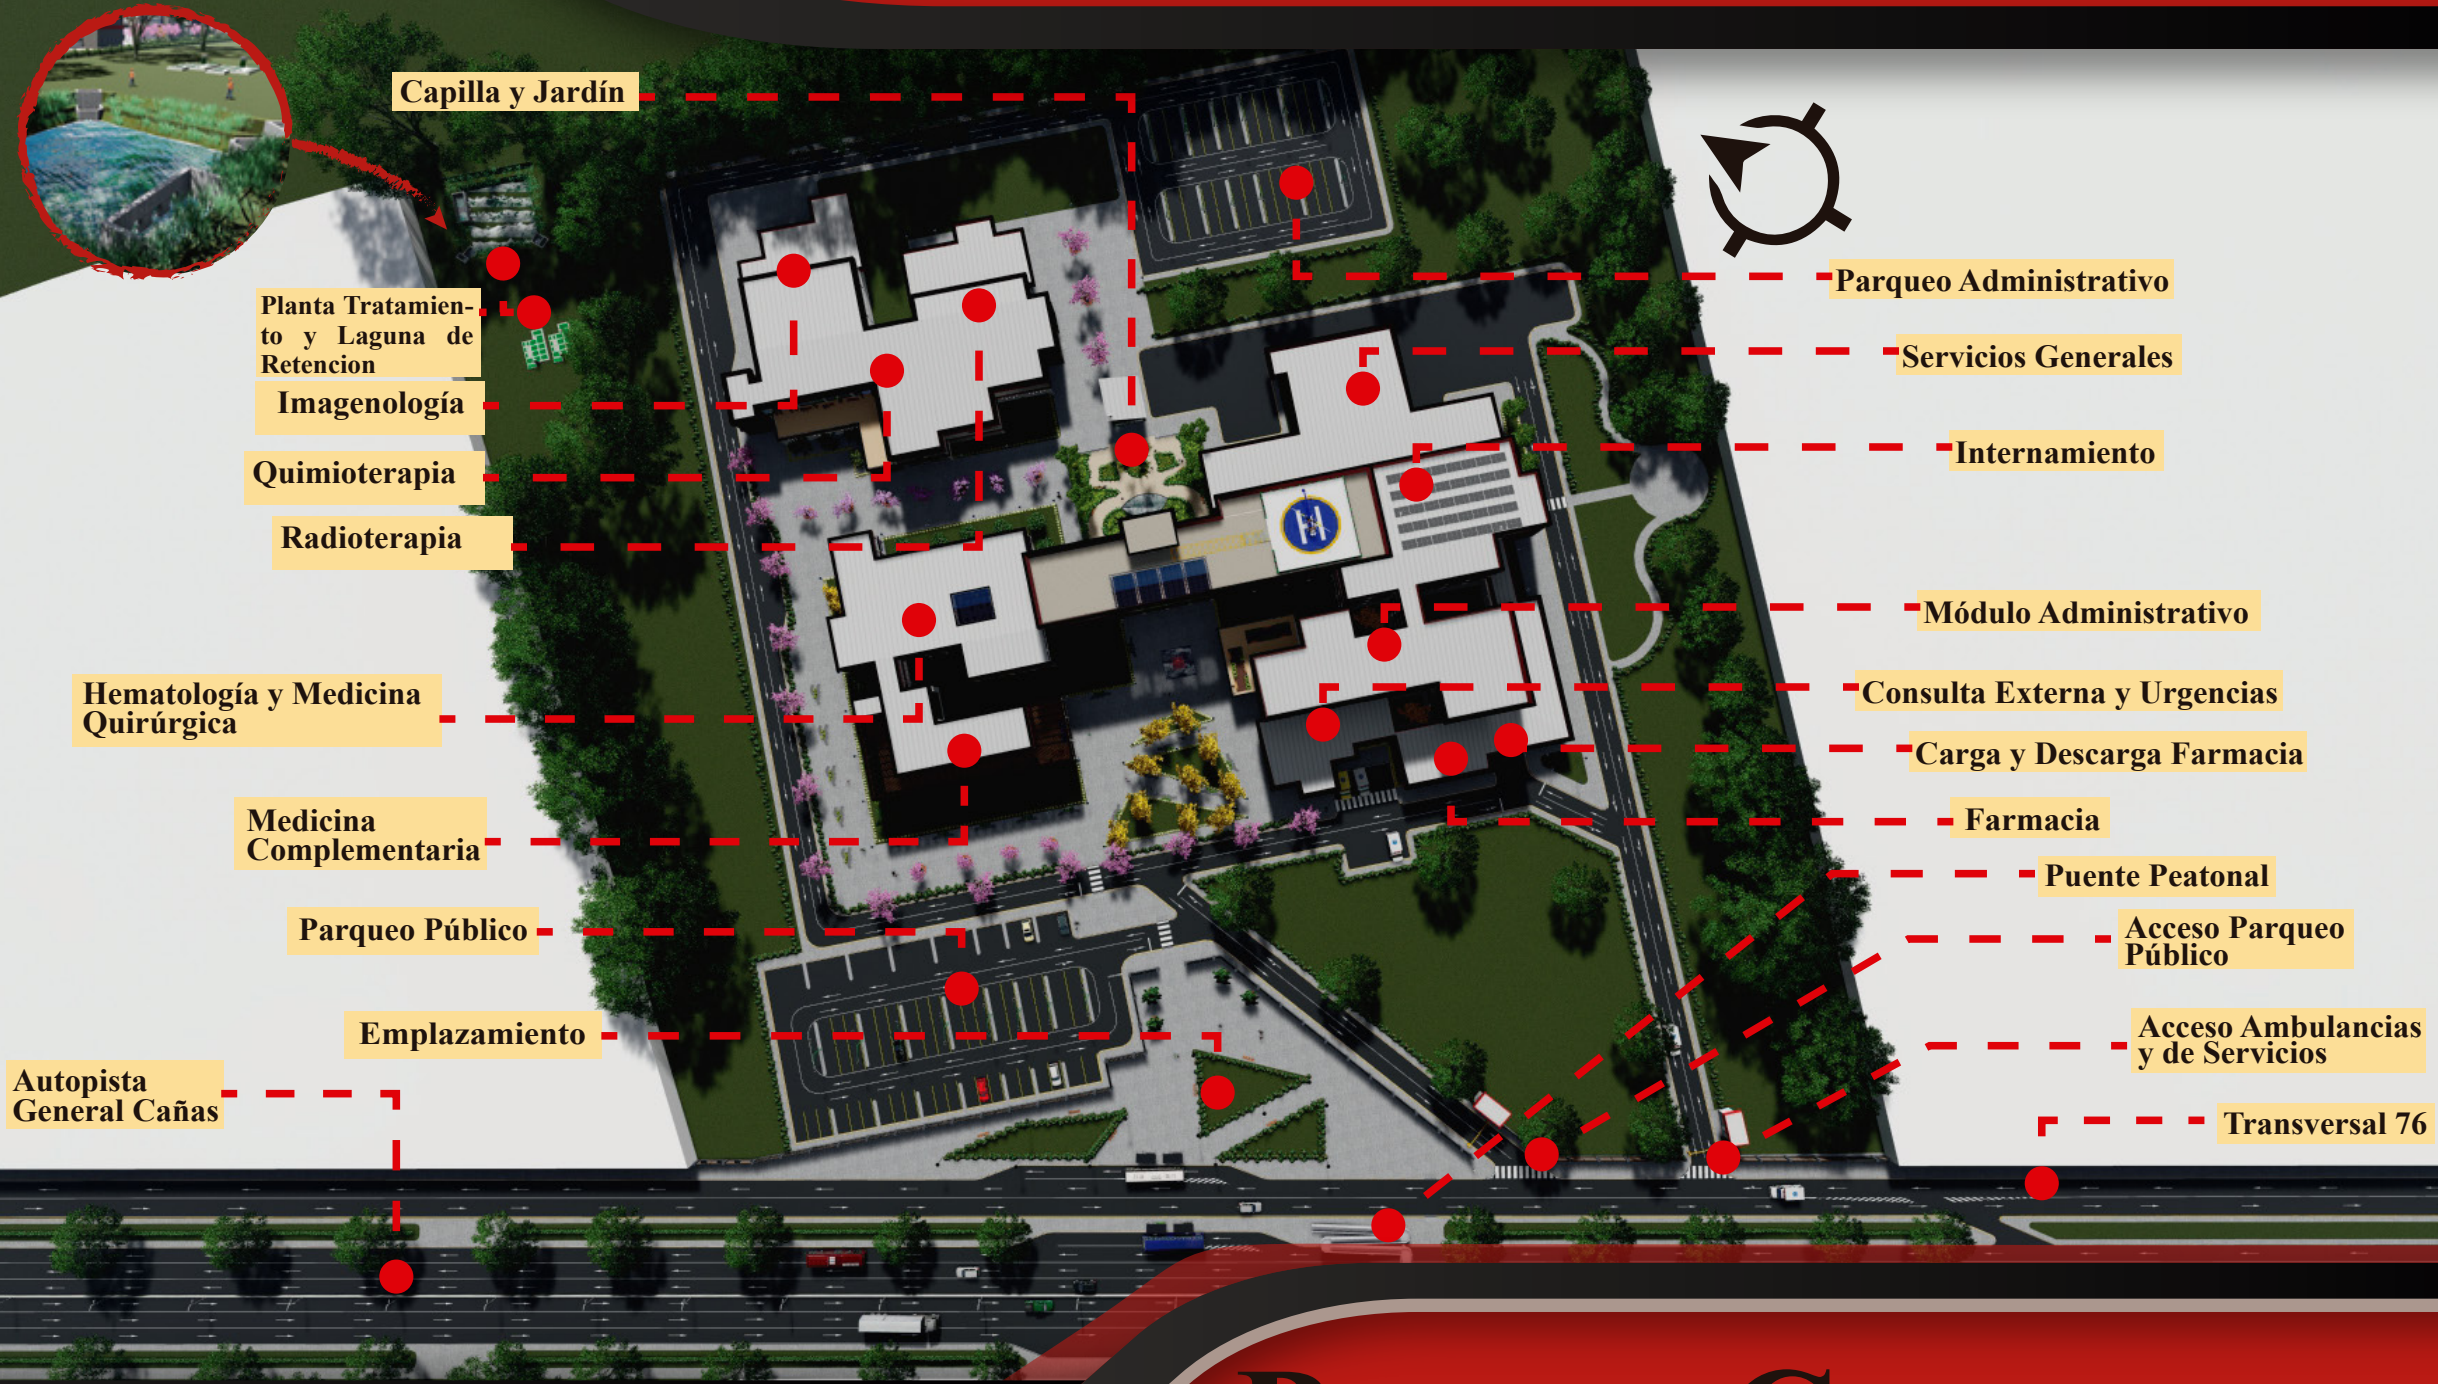 Capilla y Jardín
Planta Tratamien-
to y Laguna de
Retencion
Imagenología
Quimioterapia
Radioterapia
Hematología y Medicina
Quirúrgica
Medicina
Complementaria
Parqueo Público
Emplazamiento
Autopista
General Cañas
H
Parqueo Administrativo
Servicios Generales
Internamiento
Módulo Administrativo
Consulta Externa y Urgencias
Carga y Descarga Farmacia
Farmacia
Puente Peatonal
Acceso Parqueo
Público
Acceso Ambulancias
y de Servicios
Transversal 76